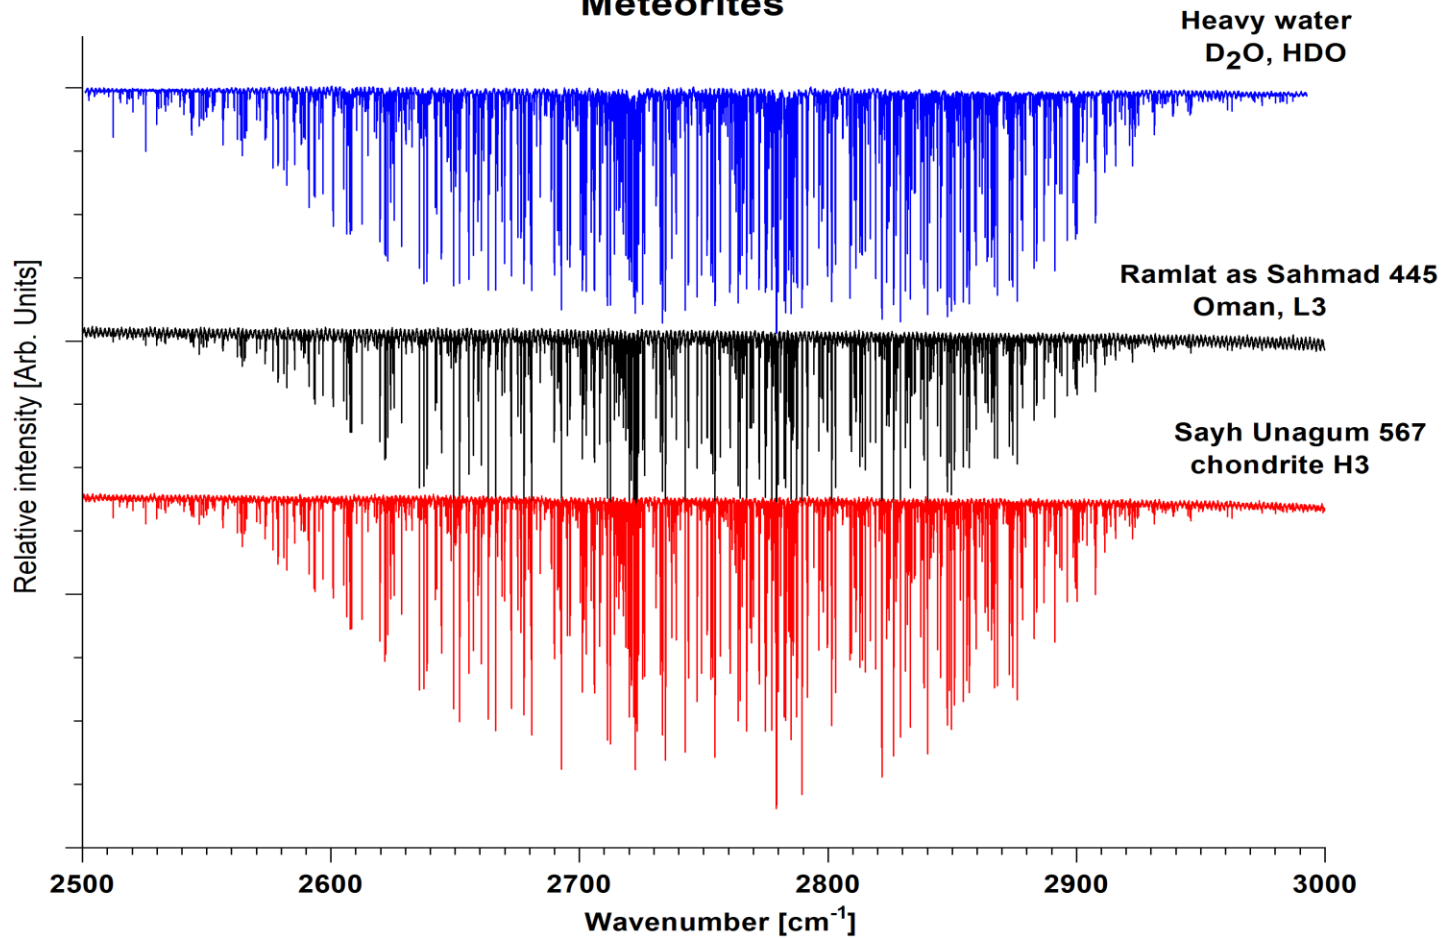 Meteorites
Heavy water
D₂O, HDO
Ramlat as Sahmad 445
Oman, L3
Sayh Unagum 567
chondrite H3
Relative intensity [Arb. Units]
2500 2600 2700 2800 2900 3000
Wavenumber [cm⁻¹]